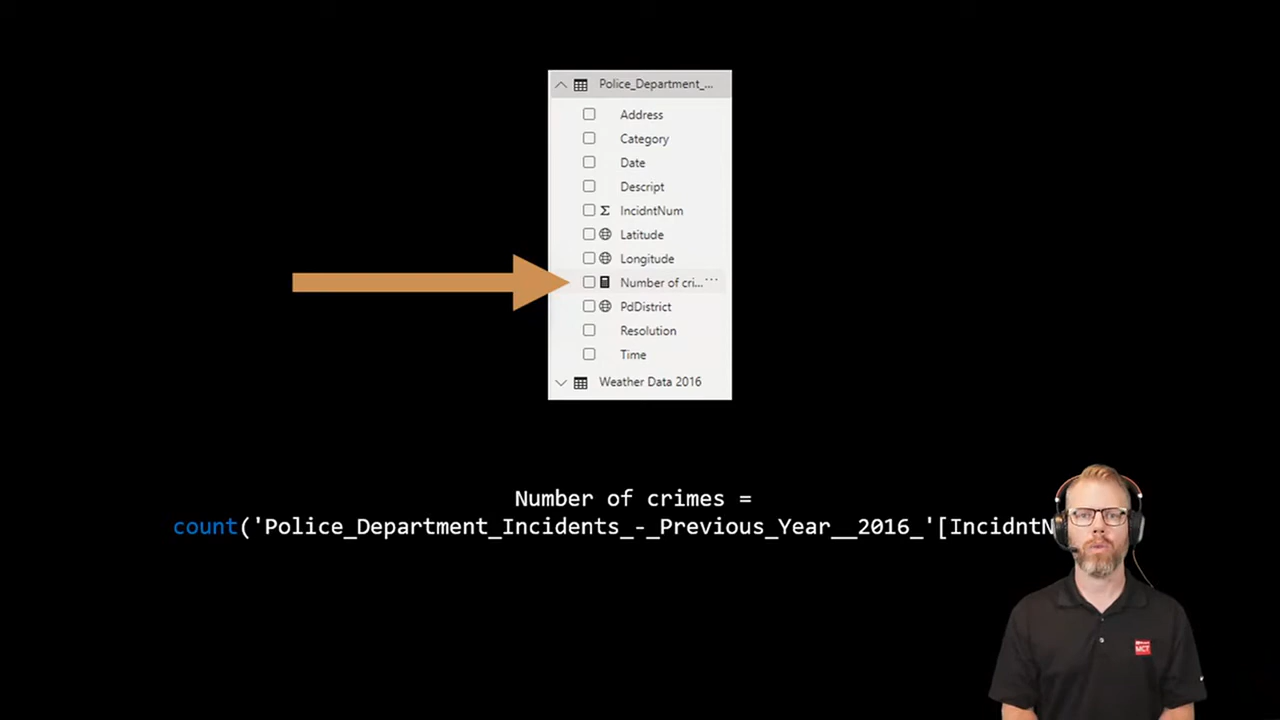 Police_Department_...
Address
Category
Date
Descript
IncidntNum
Latitude
Longitude
Number of cri...
PdDistrict
Resolution
Time
Weather Data 2016
Number of crimes =
count('Police_Department_Incidents_-_Previous_Year__2016_'[IncidntN
MCT